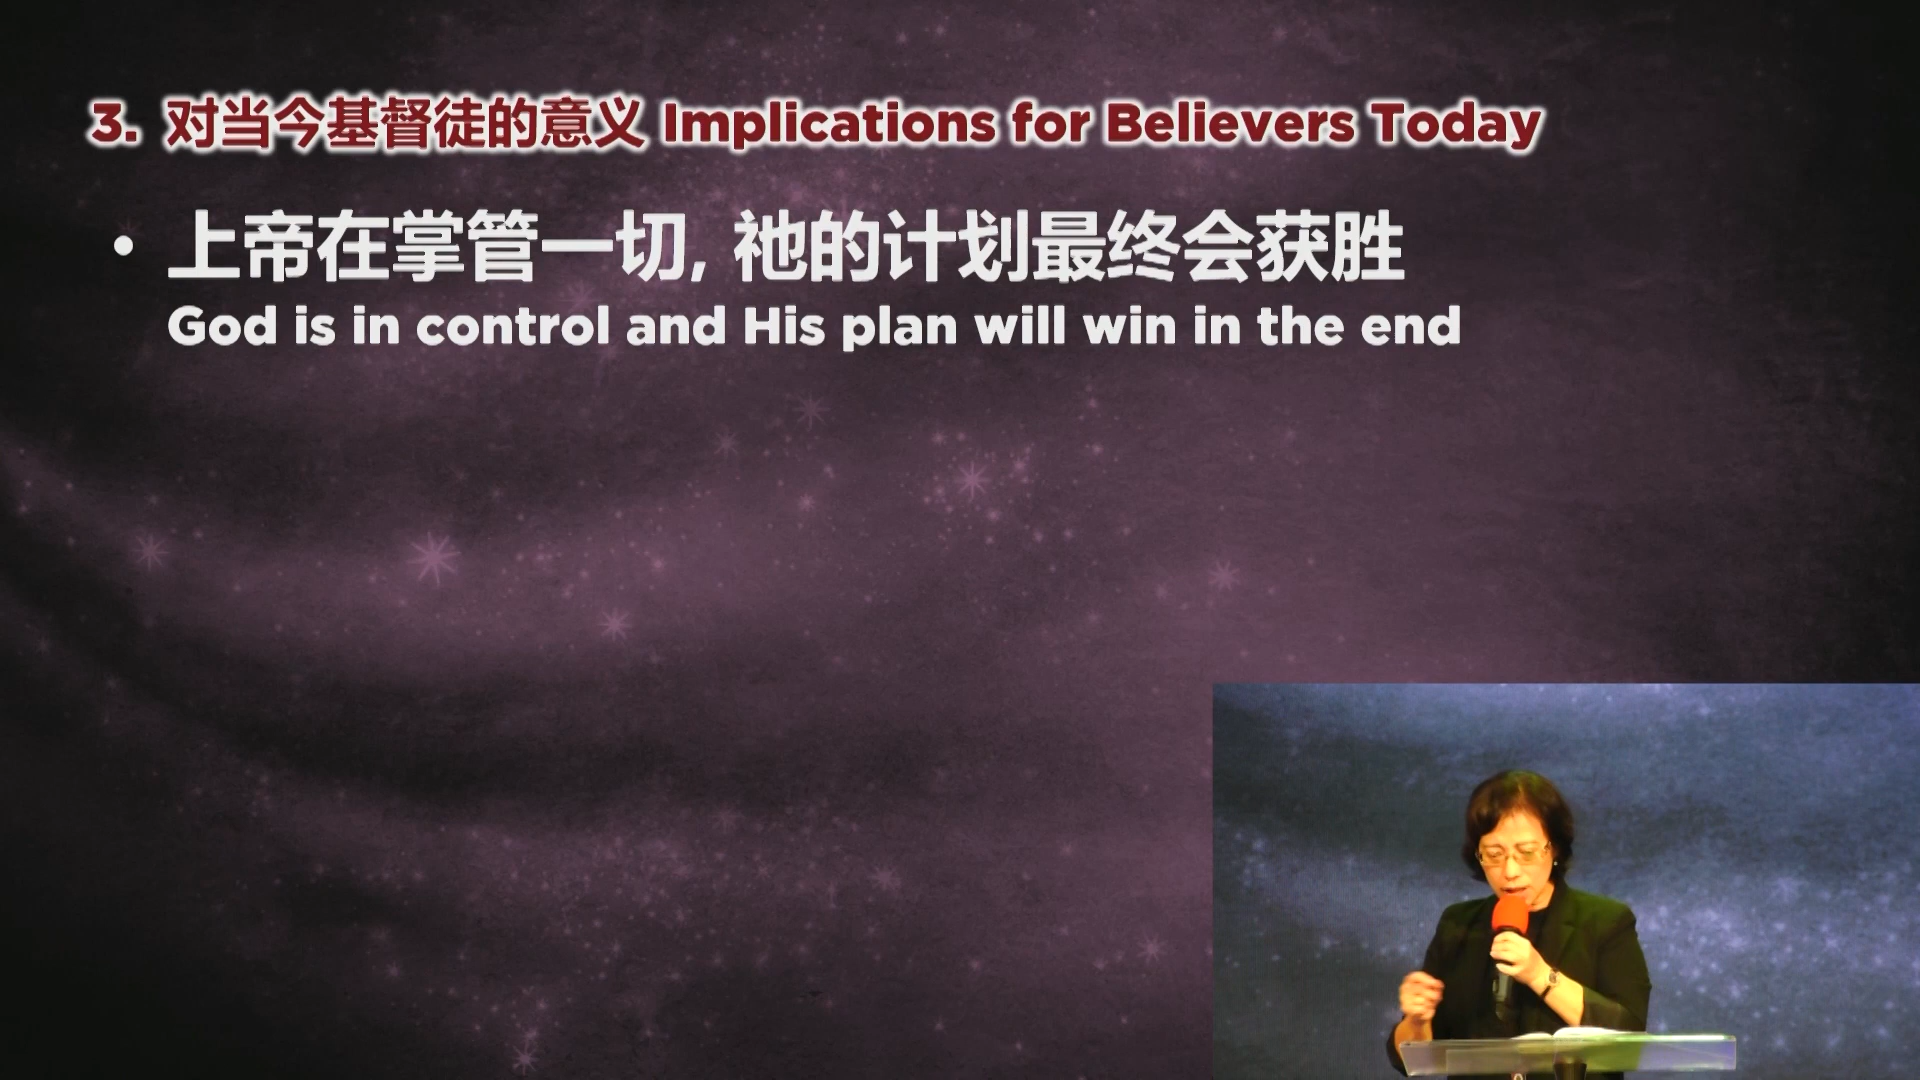 3. 对当今基督徒的意义 Implications for Believers Today
• 上帝在掌管一切, 祂的计划最终会获胜
God is in control and His plan will win in the end